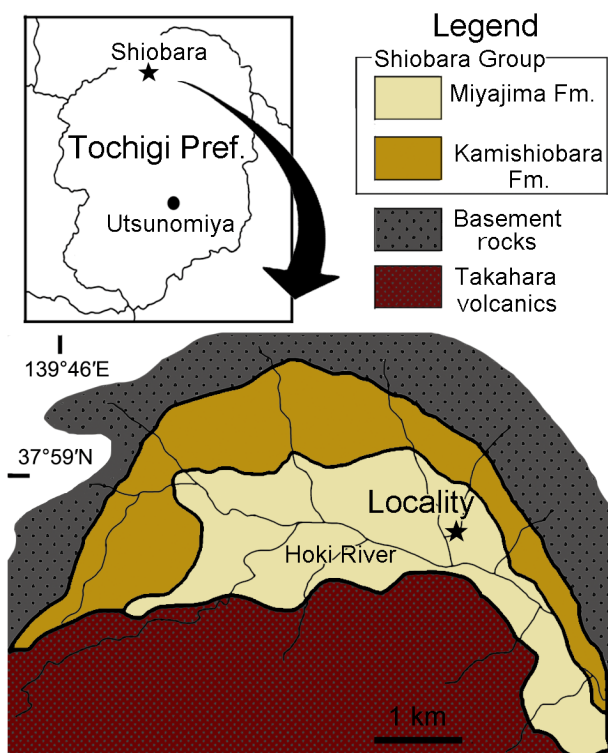 Shiobara
Tochigi Pref.
Utsunomiya
Legend
Shiobara Group
Miyajima Fm.
Kamishiobara
Fm.
Basement
rocks
Takahara
volcanics
139°46′E
37°59′N
Locality
Hoki River
1 km